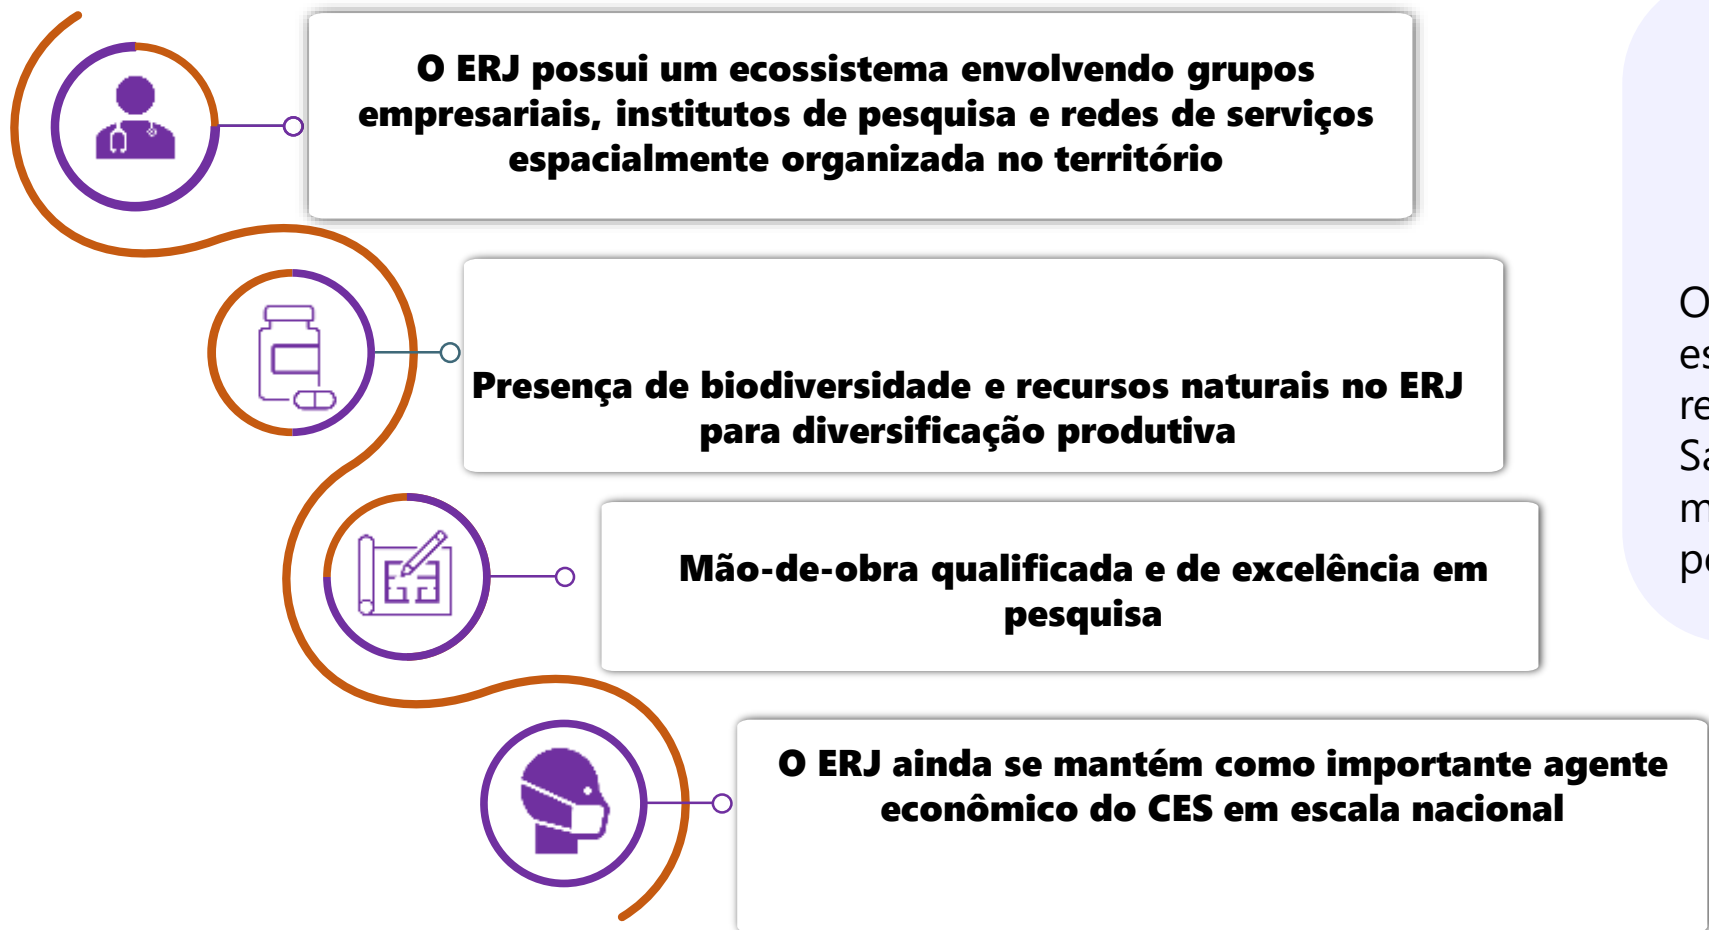 O ERJ possui um ecossistema envolvendo grupos
empresariais, institutos de pesquisa e redes de serviços
espacialmente organizada no território
Presença de biodiversidade e recursos naturais no ERJ
para diversificação produtiva
Mão-de-obra qualificada e de excelência em
pesquisa
O ERJ ainda se mantém como importante agente
econômico do CES em escala nacional